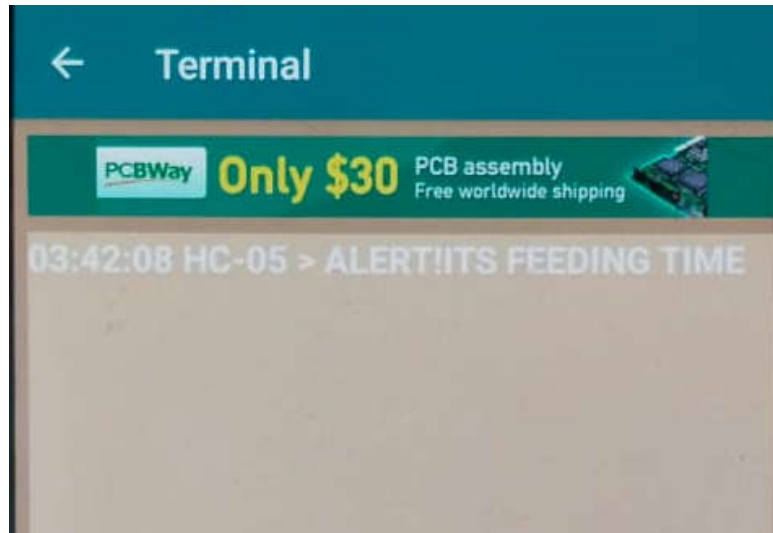 ← Terminal
PCBWay Only $30 PCB assembly
Free worldwide shipping
03:42:08 HC-05 > ALERT!ITS FEEDING TIME